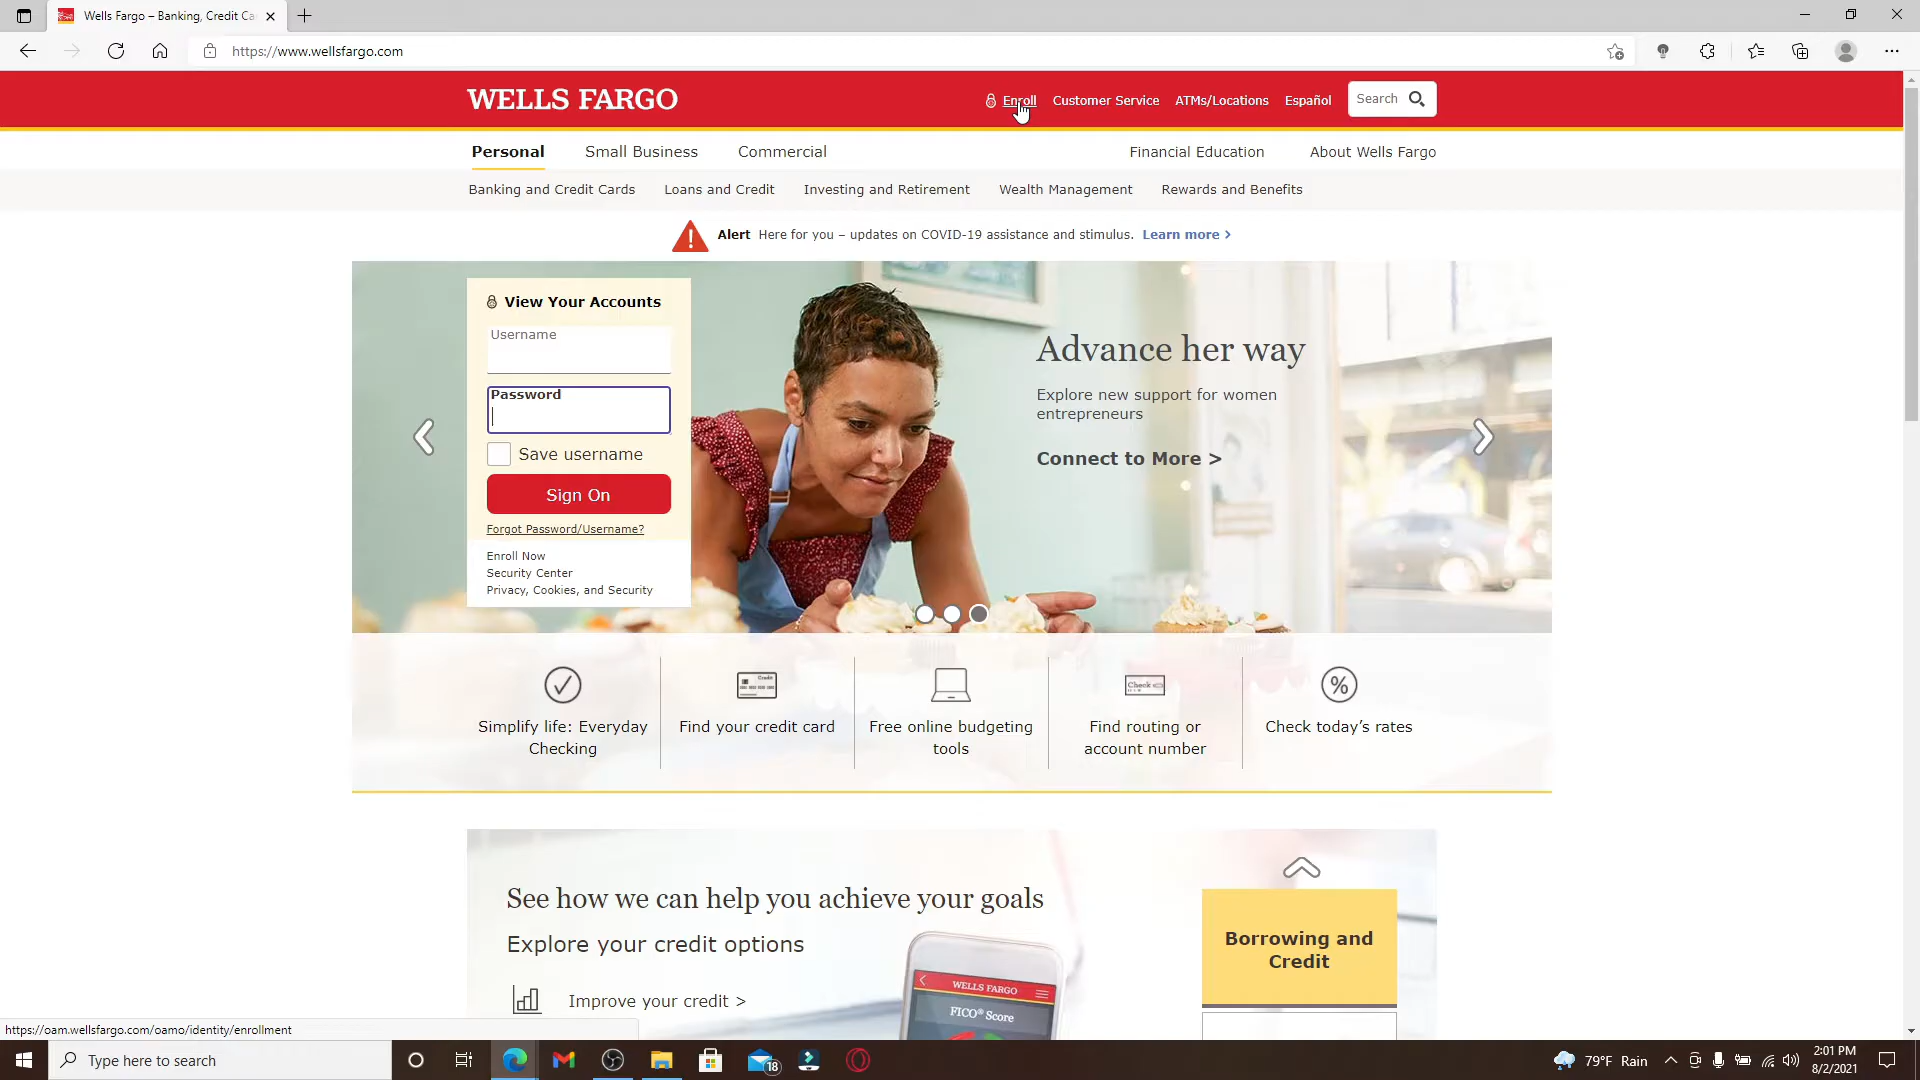 Wells Fargo – Banking, Credit Ca
https://www.wellsfargo.com
WELLS FARGO
Enroll
Customer Service
ATMs/Locations
Español
Search
Personal
Small Business
Commercial
Financial Education
About Wells Fargo
Banking and Credit Cards
Loans and Credit
Investing and Retirement
Wealth Management
Rewards and Benefits
Alert Here for you – updates on COVID-19 assistance and stimulus. Learn more >
View Your Accounts
Username
Password
Save username
Sign On
Forgot Password/Username?
Enroll Now
Security Center
Privacy, Cookies, and Security
Advance her way
Explore new support for women
entrepreneurs
Connect to More >
Simplify life: Everyday
Checking
Credit
Find your credit card
Free online budgeting
tools
Check
Find routing or
account number
%
Check today’s rates
See how we can help you achieve your goals
Explore your credit options
Improve your credit >
WELLS FARGO
FICO® Score
Borrowing and
Credit
https://oam.wellsfargo.com/oamo/identity/enrollment
Type here to search
18
79°F Rain
2:01 PM
8/2/2021